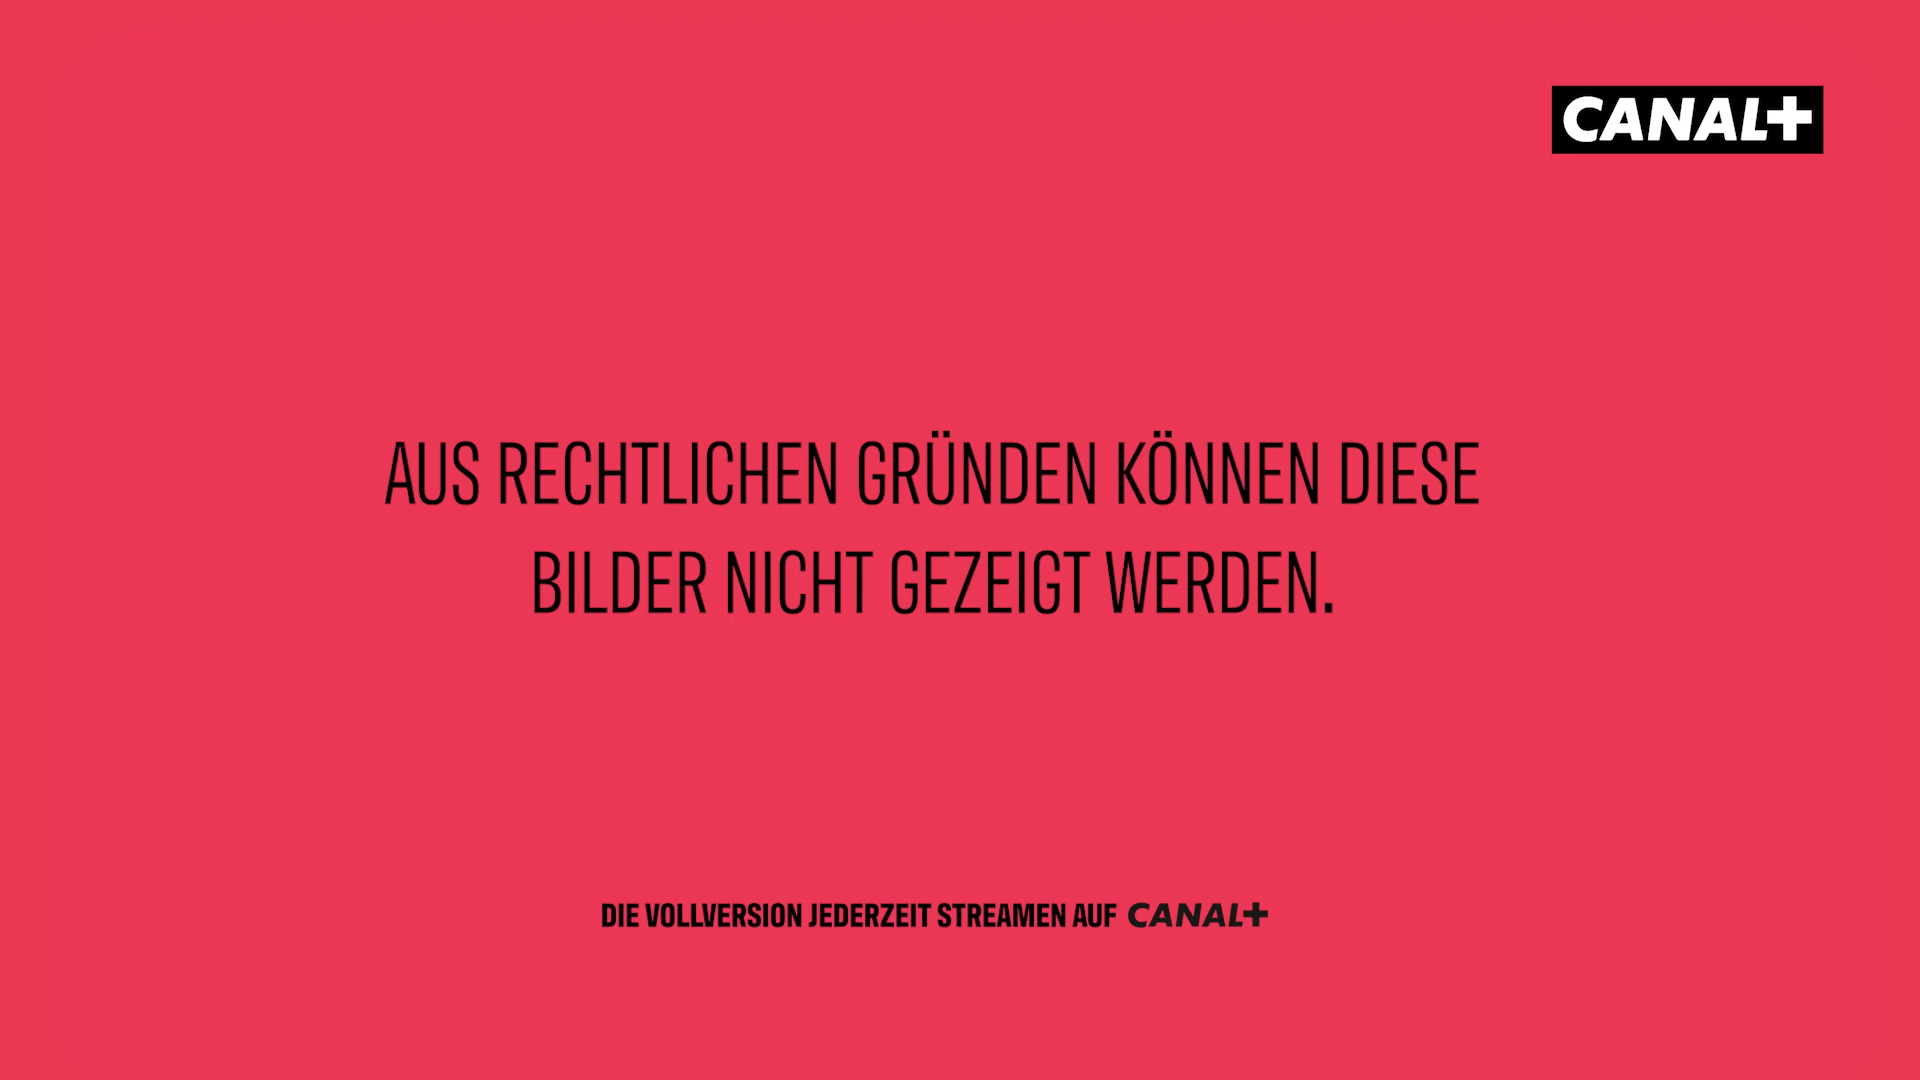 CANAL+
AUS RECHTLICHEN GRÜNDEN KÖNNEN DIESE
BILDER NICHT GEZEIGT WERDEN.
DIE VOLLVERSION JEDERZEIT STREAMEN AUF CANAL+